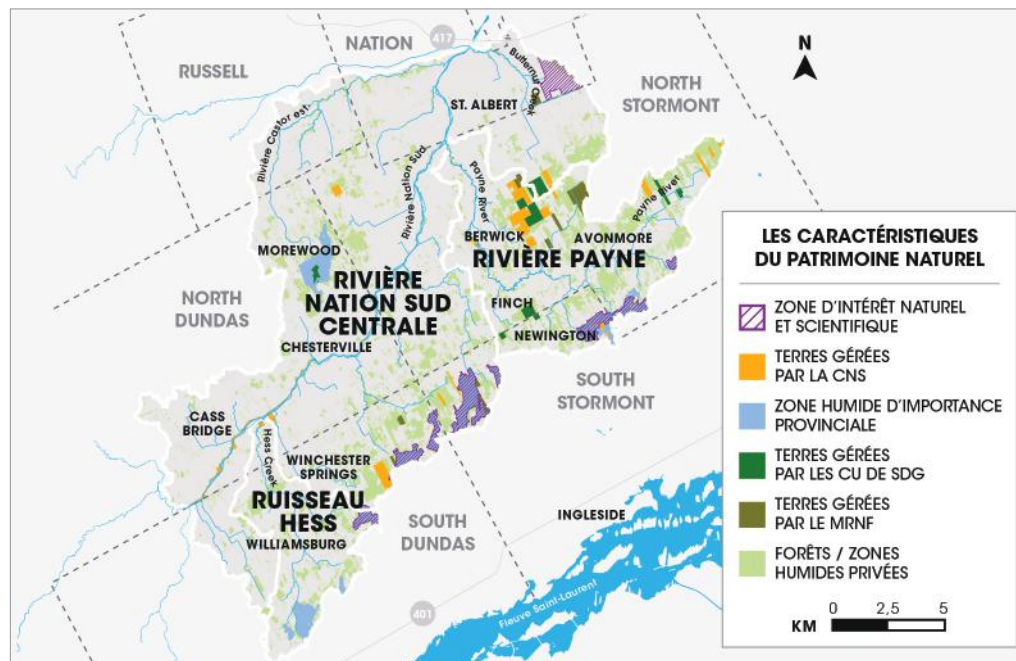 NATION
417
RUSSELL
N
Butternut Creek
NORTH
STORMONT
ST. ALBERT
Rivière Castor est
Rivière Nation Sud
Payne River
Payne River
BERWICK
AVONMORE
RIVIÈRE PAYNE
MOREWOOD
RIVIÈRE
NATION SUD
CENTRALE
NORTH
DUNDAS
FINCH
NEWINGTON
CHESTERVILLE
SOUTH
STORMONT
CASS
BRIDGE
Hess Creek
WINCHESTER
SPRINGS
RUISSEAU
HESS
WILLIAMSBURG
SOUTH
DUNDAS
INGLESIDE
401
Fleuve Saint-Laurent
LES CARACTÉRISTIQUES
DU PATRIMOINE NATUREL
ZONE D'INTÉRÊT NATUREL
ET SCIENTIFIQUE
TERRES GÉRÉES
PAR LA CNS
ZONE HUMIDE D'IMPORTANCE
PROVINCIALE
TERRES GÉRÉES
PAR LES CU DE SDG
TERRES GÉRÉES
PAR LE MRNF
FORÊTS / ZONES
HUMIDES PRIVÉES
KM 0 2,5 5